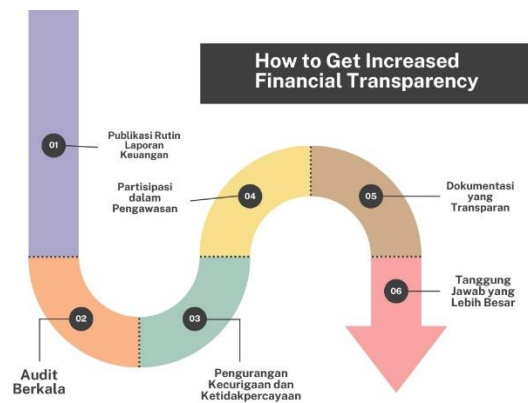 How to Get Increased
Financial Transparency
01
Publikasi Rutin
Laporan
Keuangan
02
Audit
Berkala
03
Pengurangan
Kecurigaan dan
Ketidakpercayaan
04
Partisipasi
dalam
Pengawasan
05
Dokumentasi
yang
Transparan
06
Tanggung
Jawab yang
Lebih Besar